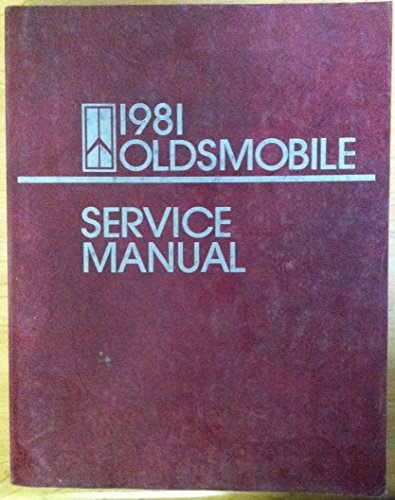 1981
OLDSMOBILE
SERVICE
MANUAL